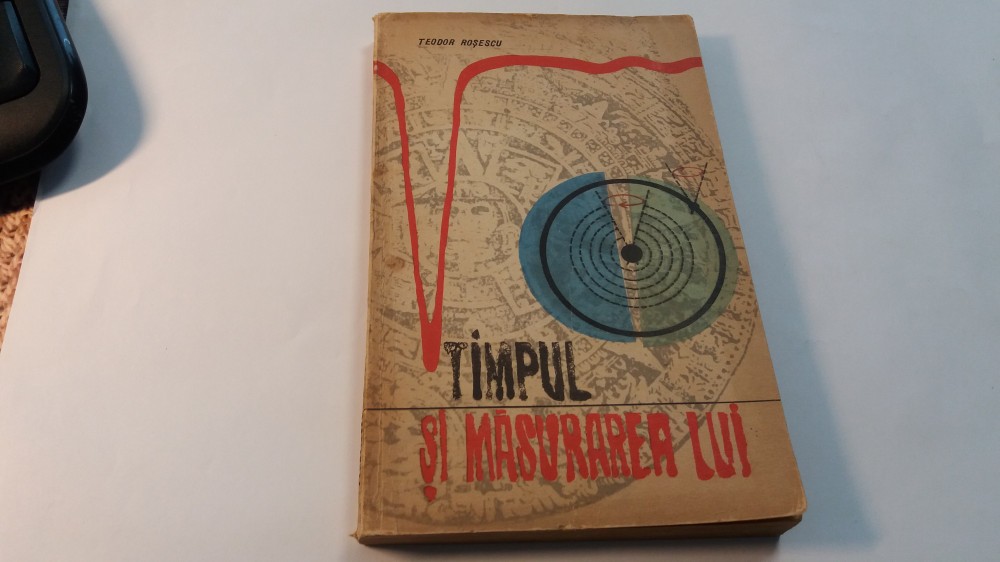 TEODOR ROȘESCU
TIMPUL
ȘI MĂSURAREA LUI